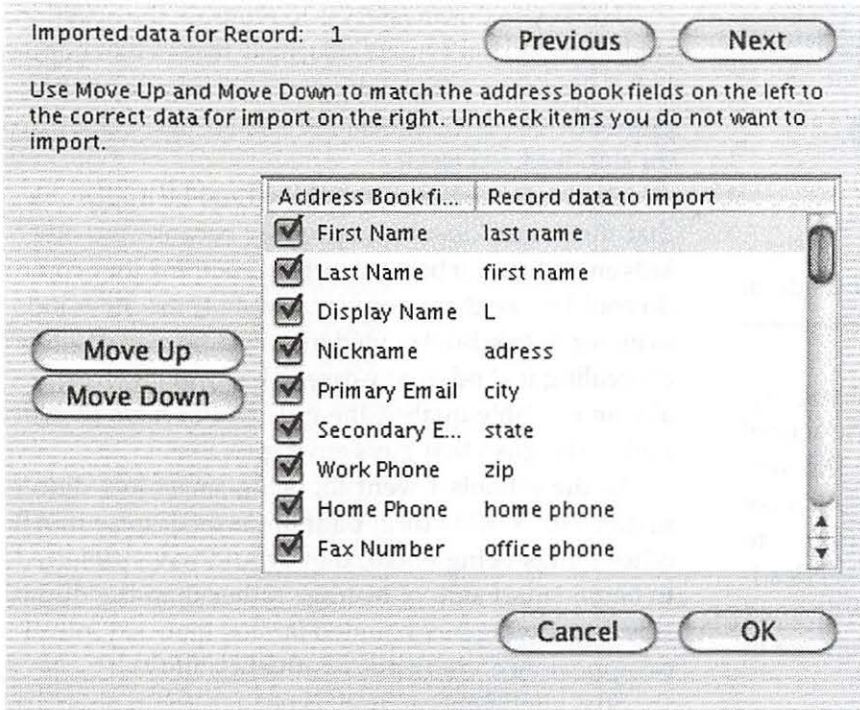 Imported data for Record: 1
Previous
Next
Use Move Up and Move Down to match the address book fields on the left to
the correct data for import on the right. Uncheck items you do not want to
import.
Address Book fi... Record data to import
First Name last name
Last Name first name
Display Name L
Nickname adress
Primary Email city
Secondary E... state
Work Phone zip
Home Phone home phone
Fax Number office phone
Move Up
Move Down
Cancel
OK